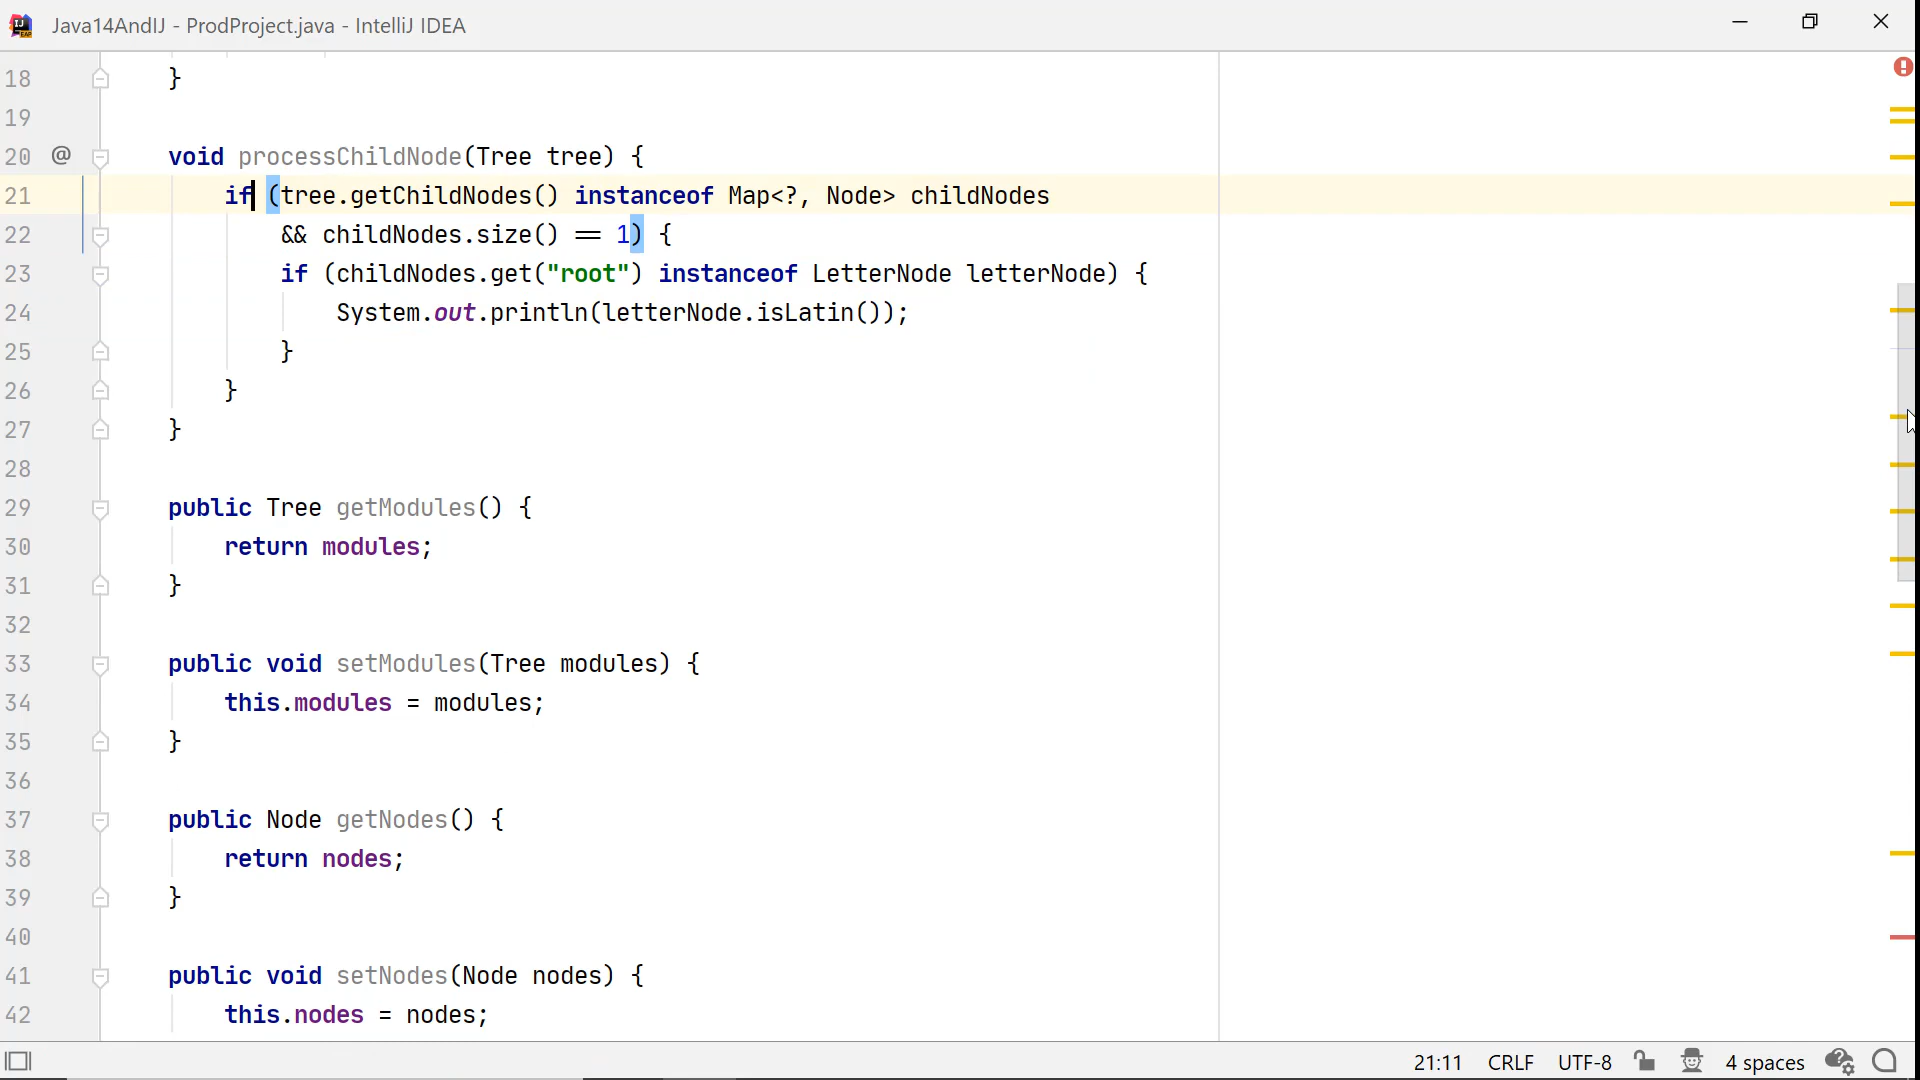 Java14AndIJ - ProdProject.java - IntelliJ IDEA
18 }
19
20 @ void processChildNode(Tree tree) {
21 if (tree.getChildNodes() instanceof Map<?, Node> childNodes
22 && childNodes.size() == 1) {
23 if (childNodes.get("root") instanceof LetterNode letterNode) {
24 System.out.println(letterNode.isLatin());
25 }
26 }
27 }
28
29 public Tree getModules() {
30 return modules;
31 }
32
33 public void setModules(Tree modules) {
34 this.modules = modules;
35 }
36
37 public Node getNodes() {
38 return nodes;
39 }
40
41 public void setNodes(Node nodes) {
42 this.nodes = nodes;
21:11 CRLF UTF-8 4 spaces